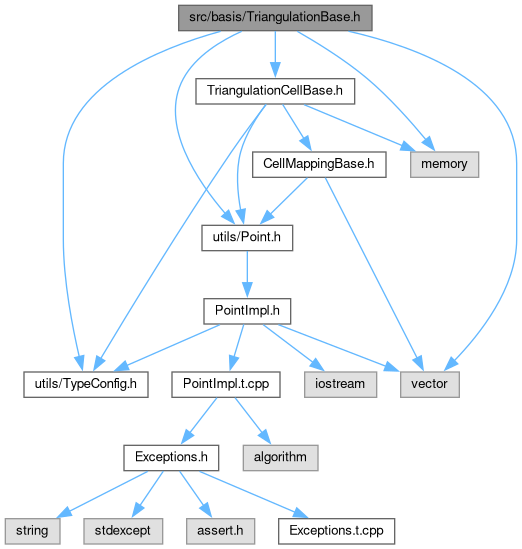 src/basis/TriangulationBase.h
TriangulationCellBase.h
CellMappingBase.h
memory
utils/Point.h
PointImpl.h
utils/TypeConfig.h
PointImpl.t.cpp
iostream
vector
Exceptions.h
algorithm
string
stdexcept
assert.h
Exceptions.t.cpp